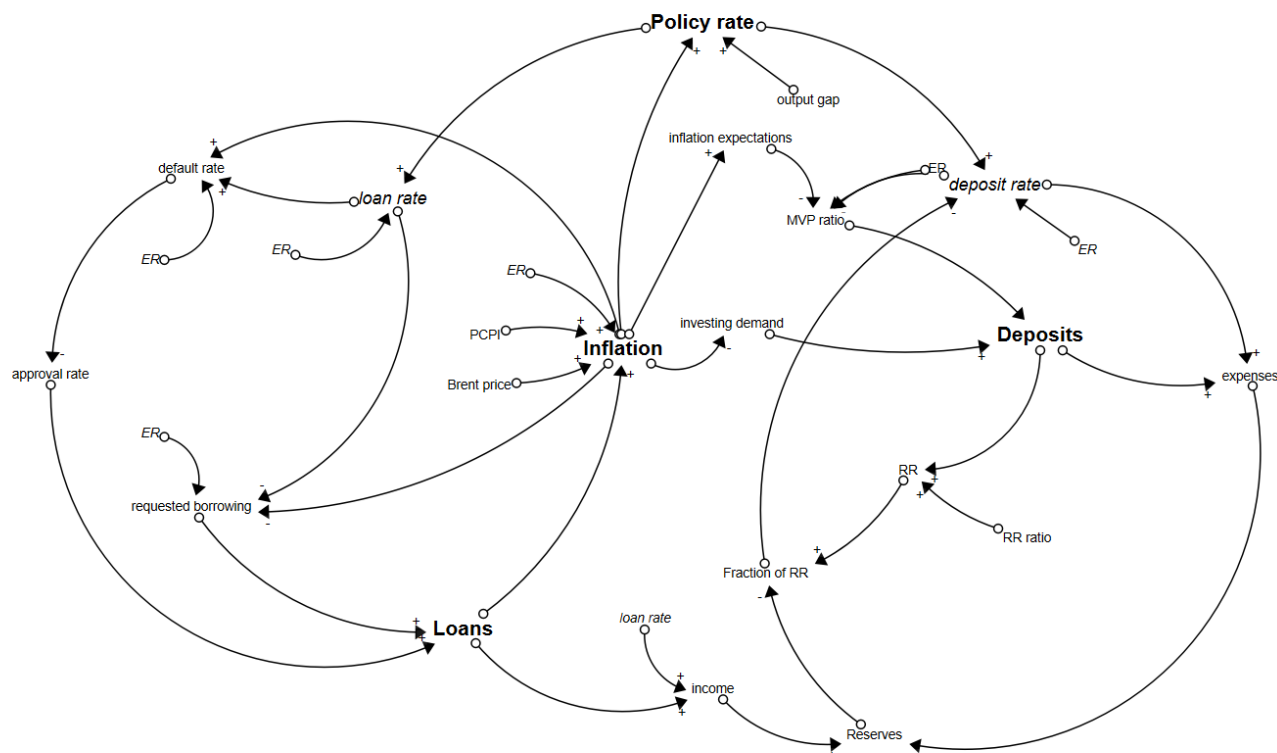 Policy rate
output gap
inflation expectations
default rate
loan rate
ER
deposit rate
MVP ratio
ER
ER
ER
ER
PCPI
Inflation
investing demand
Deposits
Brent price
approval rate
expenses
ER
RR
requested borrowing
RR ratio
Fraction of RR
Loans
loan rate
income
Reserves